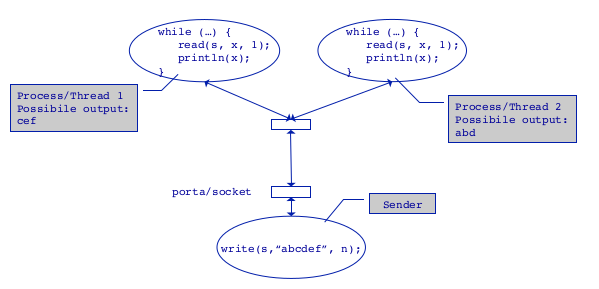 while (…) {
read(s, x, 1);
println(x);
}
while (…) {
read(s, x, 1);
println(x);
}
Process/Thread 1
Possibile output:
cef
Process/Thread 2
Possibile output:
abd
porta/socket
Sender
write(s,“abcdef”, n);